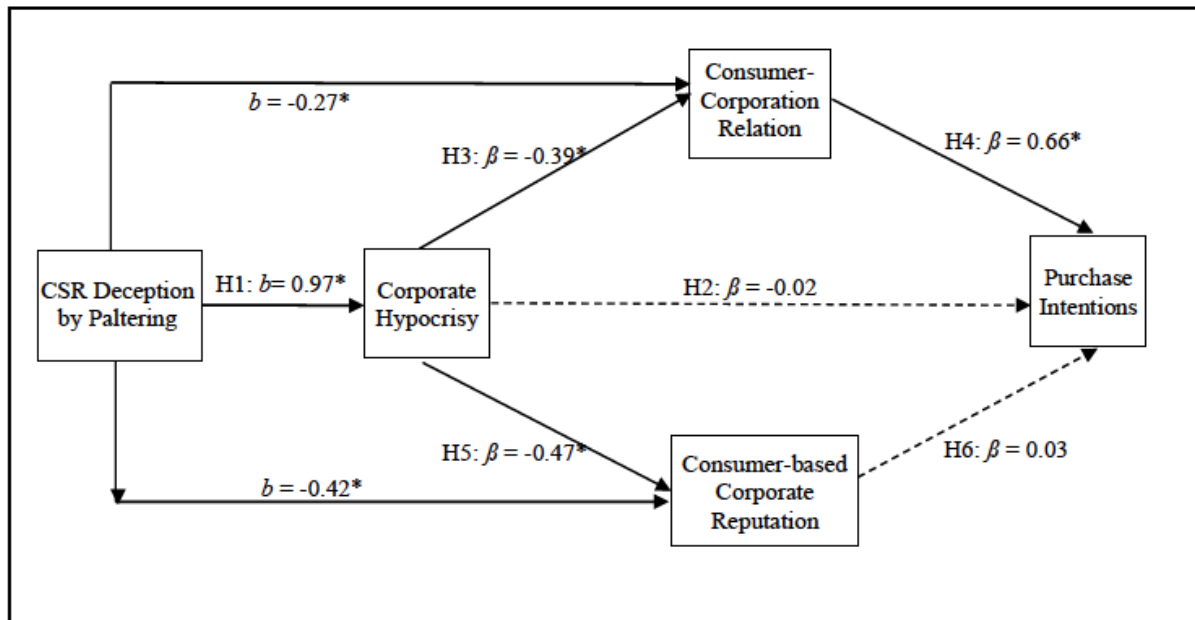 Consumer-
Corporation
Relation
b = -0.27*
H3: β = -0.39*
H4: β = 0.66*
CSR Deception
by Paltering
H1: b= 0.97*
Corporate
Hypocrisy
H2: β = -0.02
Purchase
Intentions
H5: β = -0.47*
H6: β = 0.03
b = -0.42*
Consumer-based
Corporate
Reputation